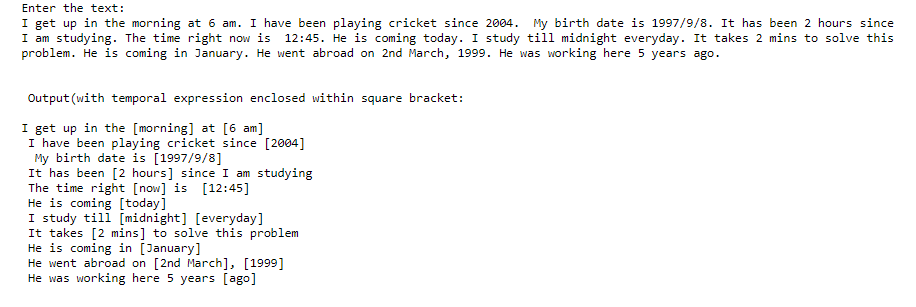 Enter the text:
I get up in the morning at 6 am. I have been playing cricket since 2004.  My birth date is 1997/9/8. It has been 2 hours since
I am studying. The time right now is  12:45. He is coming today. I study till midnight everyday. It takes 2 mins to solve this
problem. He is coming in January. He went abroad on 2nd March, 1999. He was working here 5 years ago.
Output(with temporal expression enclosed within square bracket:
I get up in the [morning] at [6 am]
I have been playing cricket since [2004]
My birth date is [1997/9/8]
It has been [2 hours] since I am studying
The time right [now] is  [12:45]
He is coming [today]
I study till [midnight] [everyday]
It takes [2 mins] to solve this problem
He is coming in [January]
He went abroad on [2nd March], [1999]
He was working here 5 years [ago]